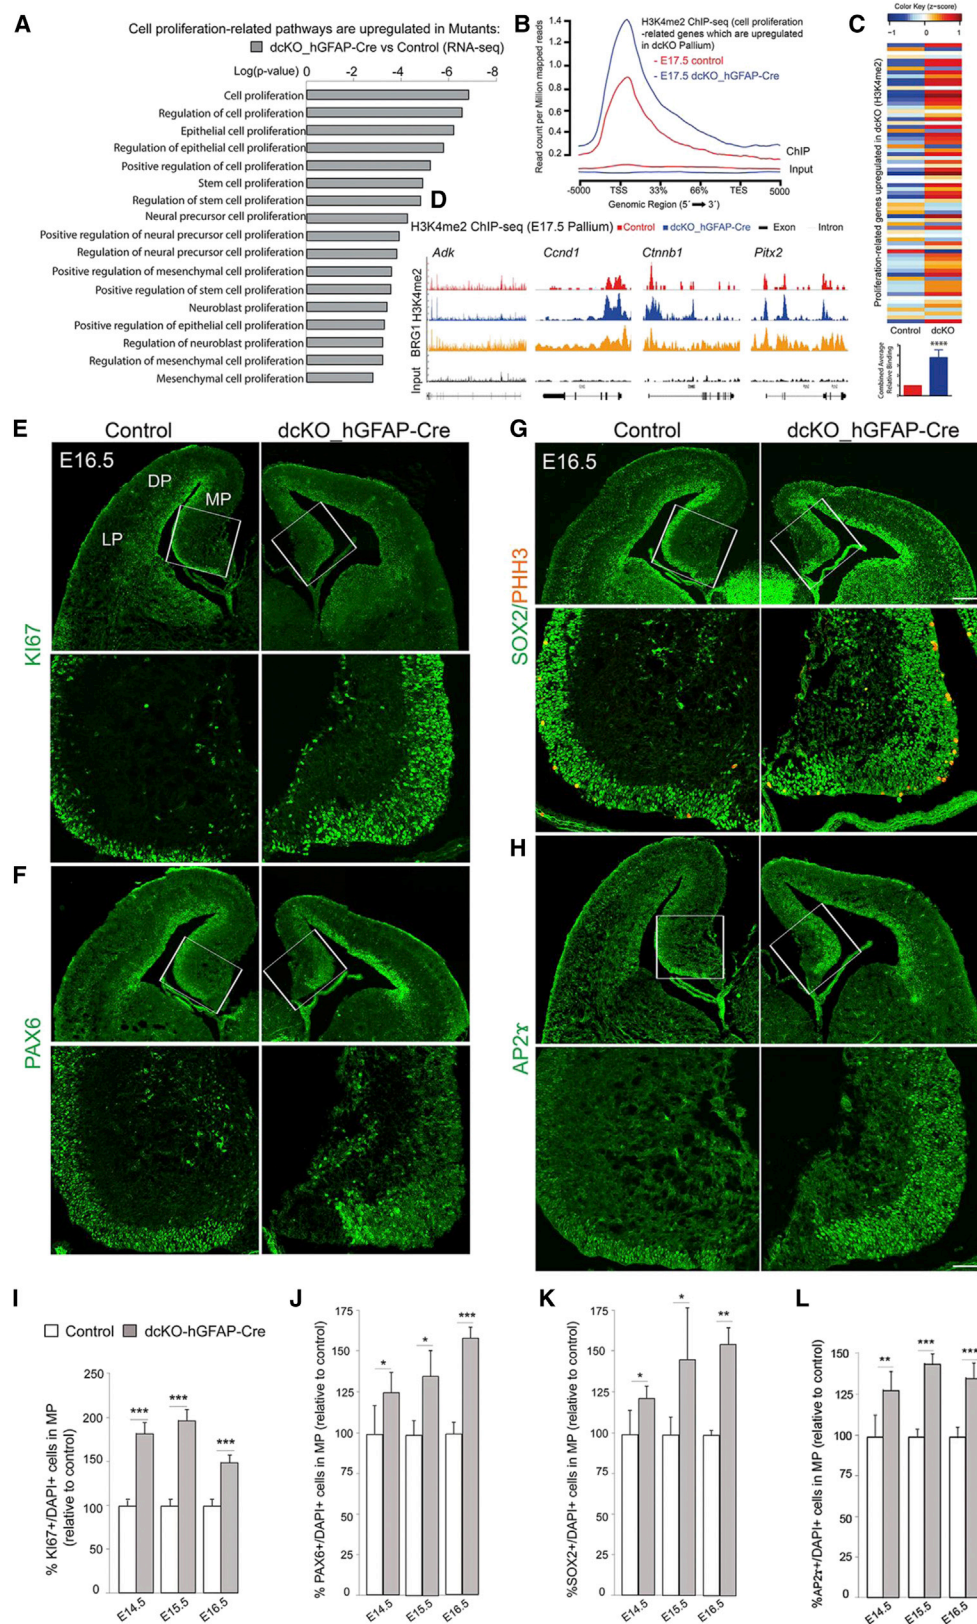 A
Cell proliferation-related pathways are upregulated in Mutants:
dcKO_hGFAP-Cre vs Control (RNA-seq)
Log(p-value) 0 -2 -4 -6 -8
Cell proliferation
Regulation of cell proliferation
Epithelial cell proliferation
Regulation of epithelial cell proliferation
Positive regulation of cell proliferation
Stem cell proliferation
Regulation of stem cell proliferation
Neural precursor cell proliferation
Positive regulation of neural precursor cell proliferation
Regulation of neural precursor cell proliferation
Positive regulation of mesenchymal cell proliferation
Positive regulation of stem cell proliferation
Neuroblast proliferation
Positive regulation of epithelial cell proliferation
Regulation of neuroblast proliferation
Regulation of mesenchymal cell proliferation
Mesenchymal cell proliferation
B
H3K4me2 ChIP-seq (cell proliferation
-related genes which are upregulated
in dcKO Pallium)
- E17.5 control
- E17.5 dcKO_hGFAP-Cre
Read count per Million mapped reads
1.4
1.2
1.0
0.8
0.6
0.4
0.2
ChIP
Input
-5000 TSS 33% 66% TES 5000
Genomic Region (5´ ➡ 3´)
C
Color Key (z-score)
−1 0 1
Proliferation-related genes upregulated in dcKO (H3K4me2)
Control dcKO
Combined Average
Relative Binding
****
D
H3K4me2 ChIP-seq (E17.5 Pallium) Control dcKO_hGFAP-Cre Exon Intron
Adk Ccnd1 Ctnnb1 Pitx2
H3K4me2
BRG1
Input
E
Control dcKO_hGFAP-Cre
E16.5
DP
MP
LP
KI67
F
PAX6
G
Control dcKO_hGFAP-Cre
E16.5
SOX2/PHH3
H
AP2ɤ
I
Control dcKO-hGFAP-Cre
% KI67+/DAPI+ cells in MP
(relative to control)
250
200
150
100
50
0
*** *** ***
E14.5 E15.5 E16.5
J
% PAX6+/DAPI+ cells in MP (relative to control)
175
150
125
100
75
50
25
0
* * ***
E14.5 E15.5 E16.5
K
%SOX2+/DAPI+ cells in MP (relative to control)
175
150
125
100
75
50
25
0
* * **
E14.5 E15.5 E16.5
L
%AP2ɤ+/DAPI+ cells in MP (relative to control)
150
125
100
75
50
25
0
** *** ***
E14.5 E15.5 E16.5